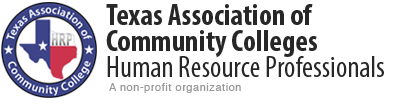 Texas Association of
HRP
Community College
Texas Association of
Community Colleges
Human Resource Professionals
A non-profit organization